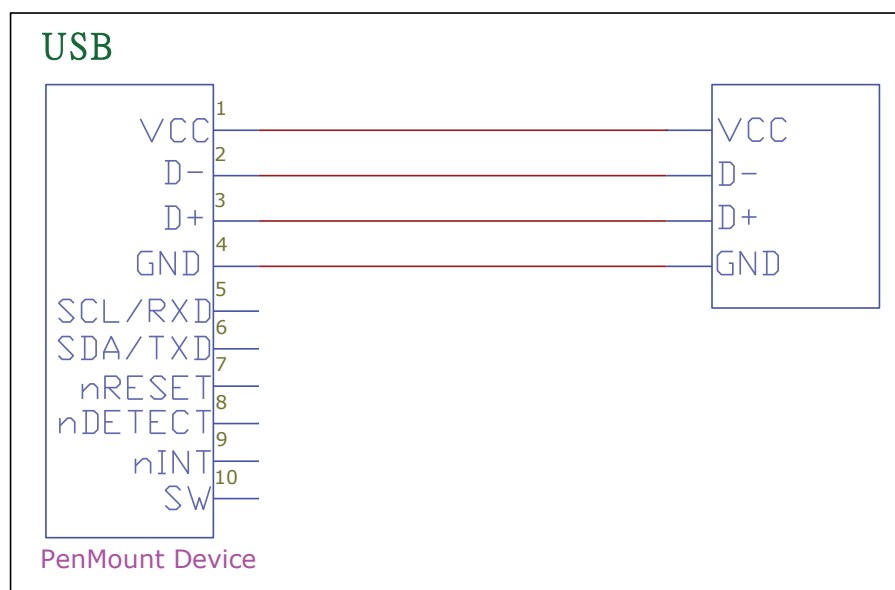 USB
1
VCC VCC
2
D- D-
3
D+ D+
4
GND GND
5
SCL/RXD
6
SDA/TXD
7
nRESET
8
nDETECT
9
nINT
10
SW
PenMount Device